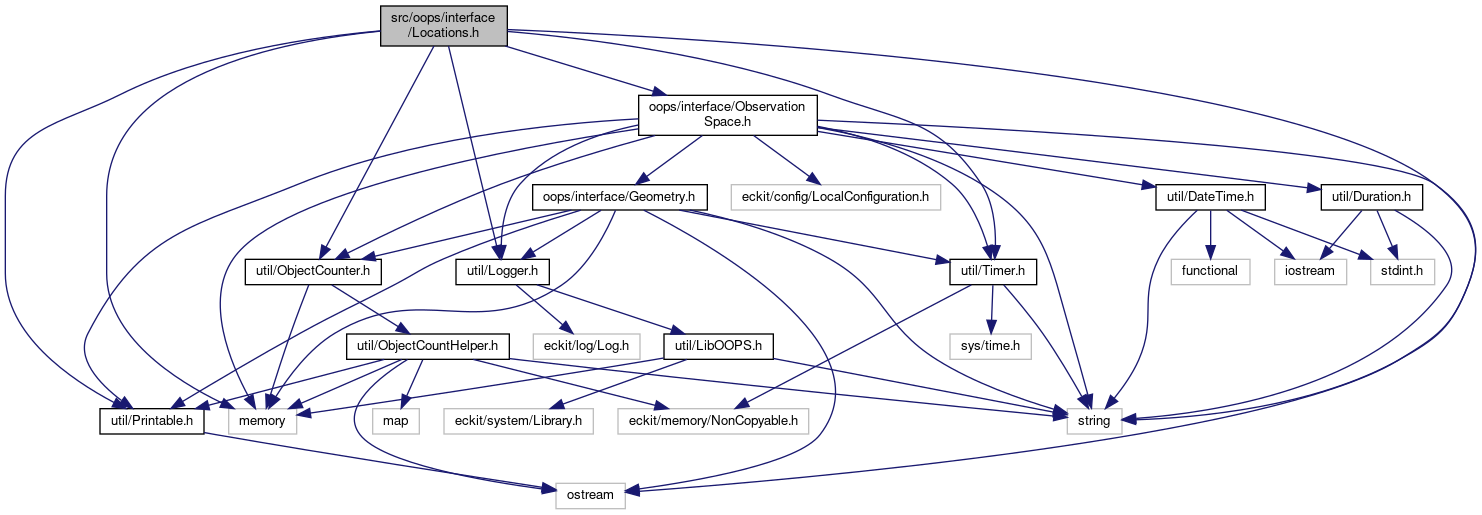 src/oops/interface
/Locations.h
oops/interface/Observation
Space.h
oops/interface/Geometry.h
eckit/config/LocalConfiguration.h
util/DateTime.h
util/Duration.h
util/ObjectCounter.h
util/Logger.h
util/Timer.h
functional
iostream
stdint.h
util/ObjectCountHelper.h
eckit/log/Log.h
util/LibOOPS.h
sys/time.h
util/Printable.h
memory
map
eckit/system/Library.h
eckit/memory/NonCopyable.h
string
ostream